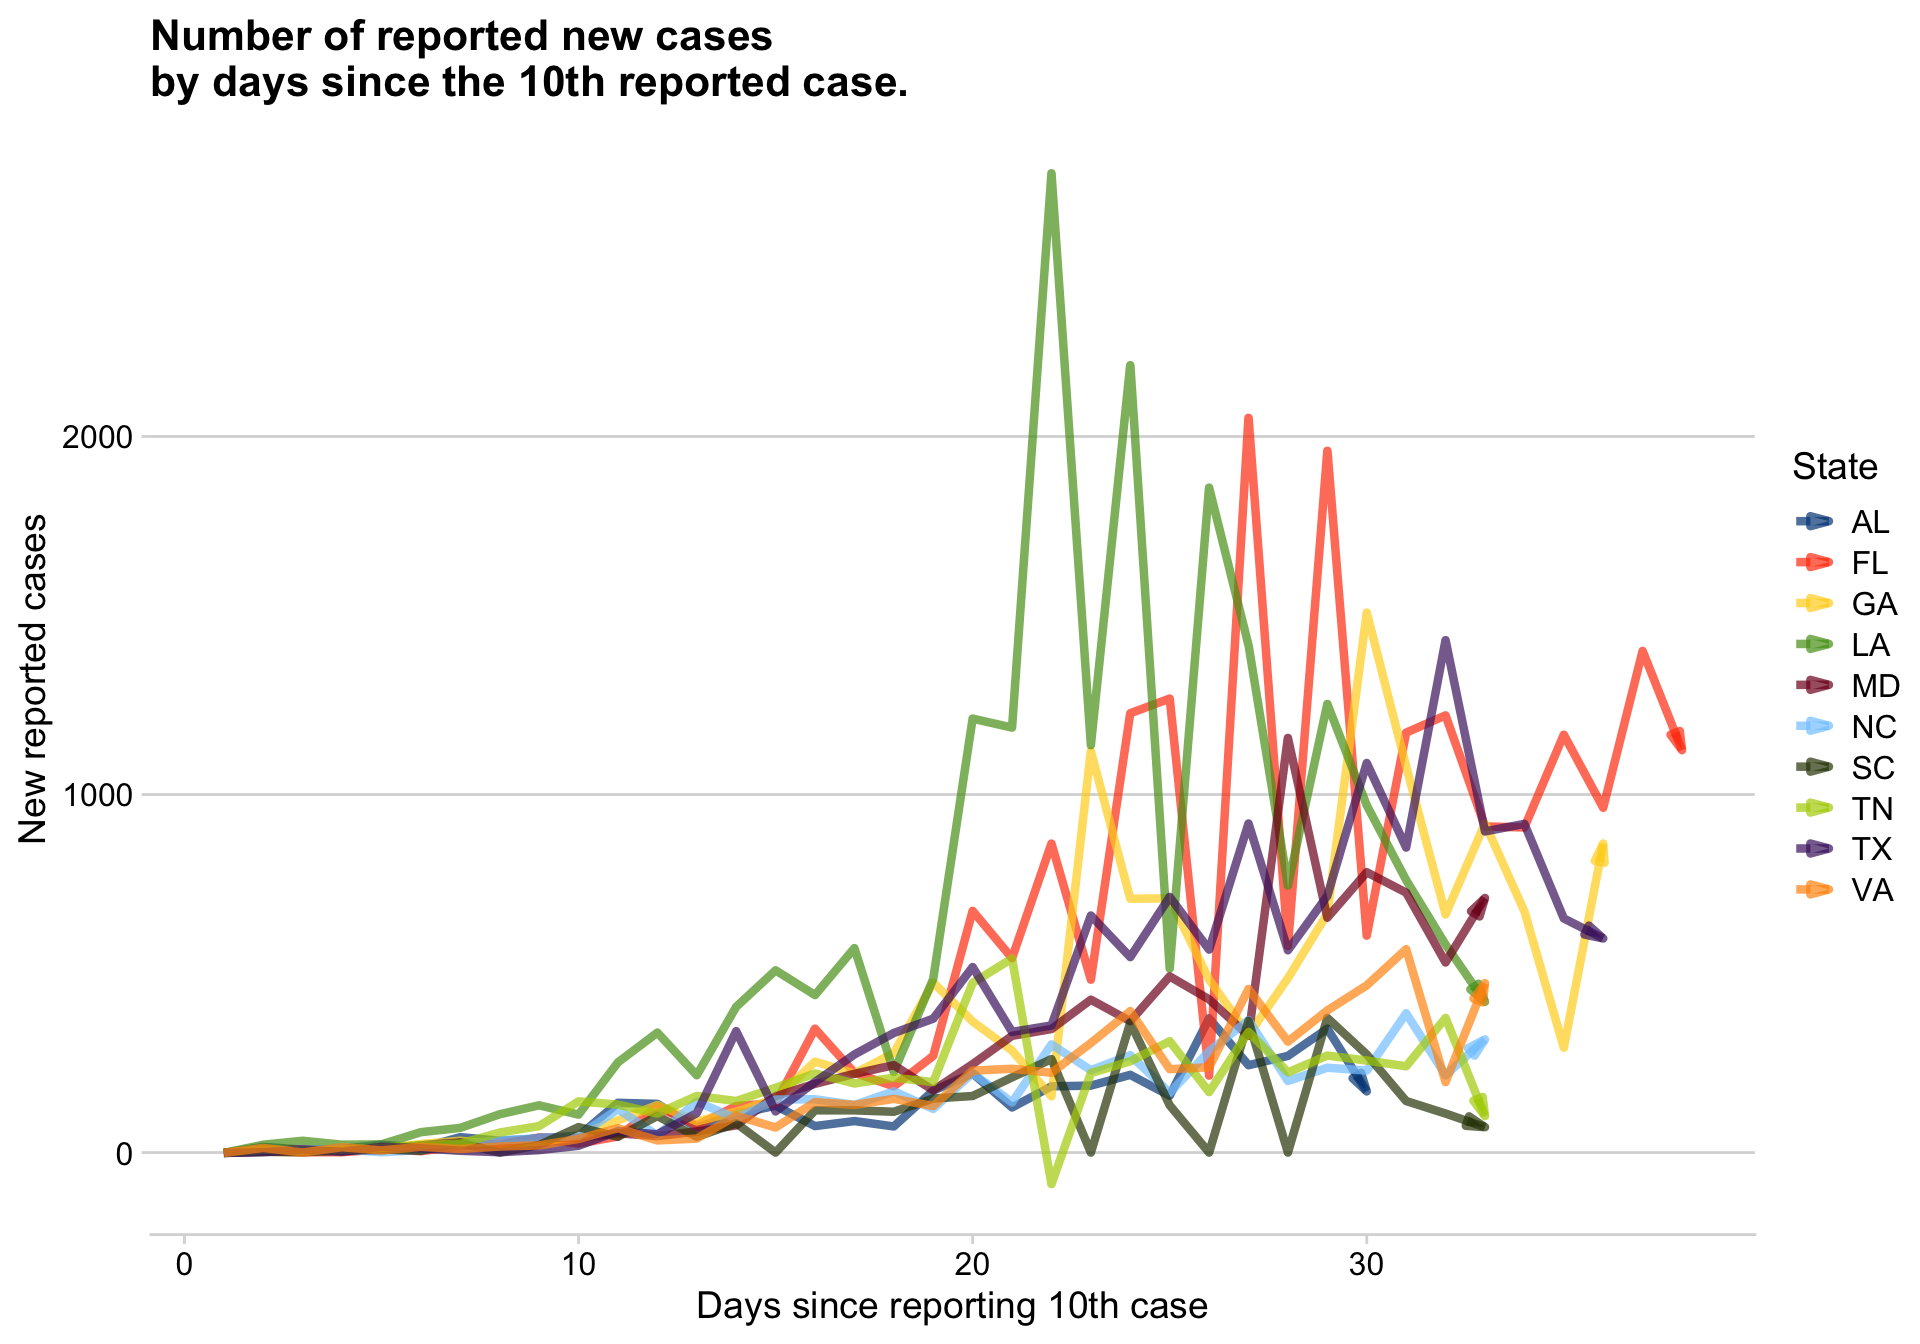 Number of reported new cases
by days since the 10th reported case.
New reported cases
2000
1000
0
0
10
20
30
Days since reporting 10th case
State
AL
FL
GA
LA
MD
NC
SC
TN
TX
VA